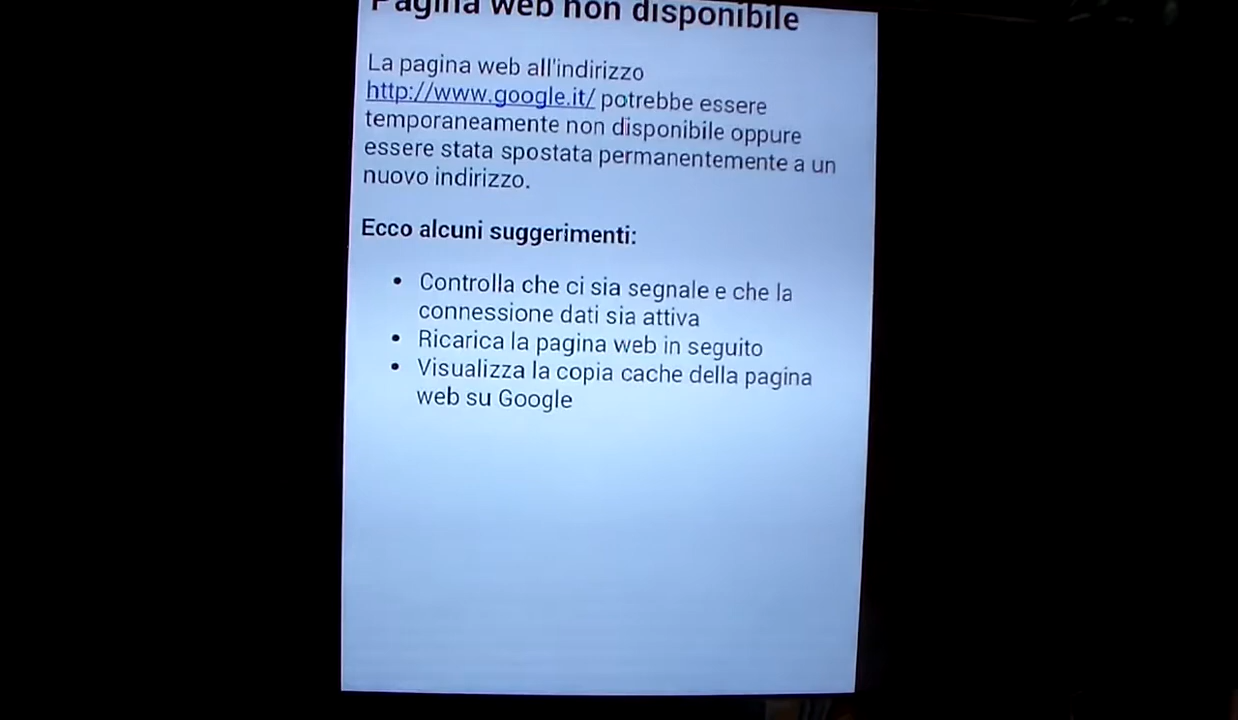 Pagina web non disponibile
La pagina web all'indirizzo
http://www.google.it/ potrebbe essere
temporaneamente non disponibile oppure
essere stata spostata permanentemente a un
nuovo indirizzo.
Ecco alcuni suggerimenti:
• Controlla che ci sia segnale e che la
connessione dati sia attiva
• Ricarica la pagina web in seguito
• Visualizza la copia cache della pagina
web su Google